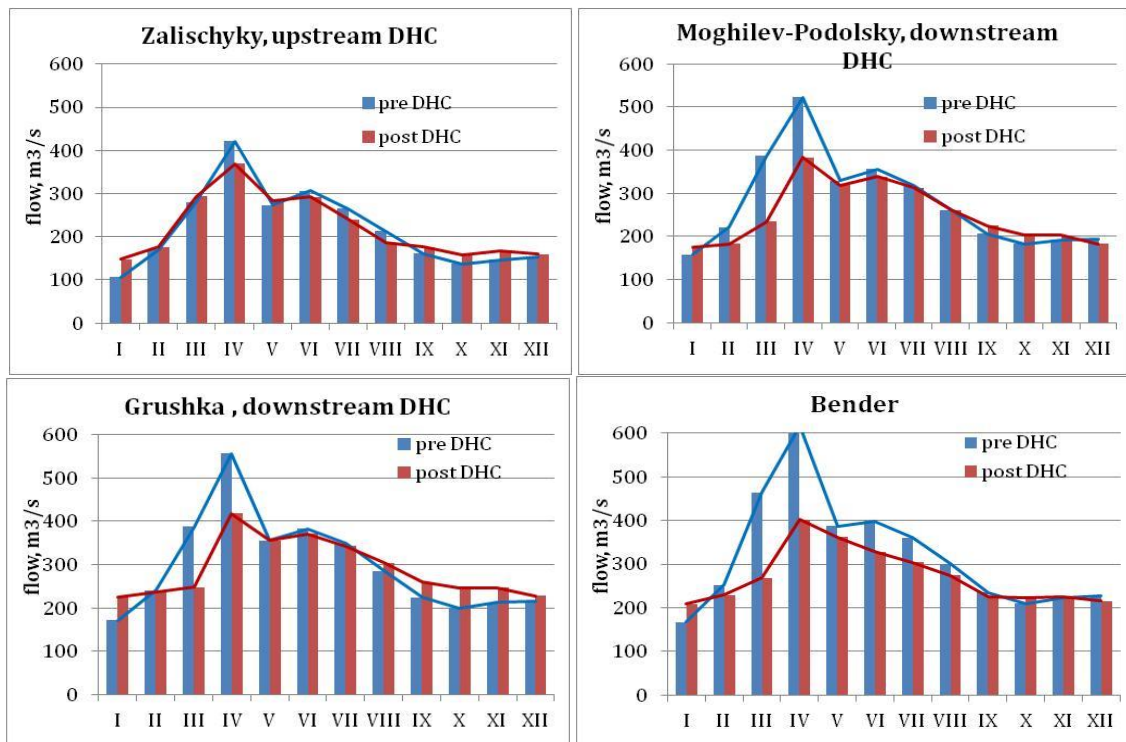 Zalischyky, upstream DHC
600
500
400
300
200
100
0
flow, m3/s
pre DHC
post DHC
I II III IV V VI VII VIII IX X XI XII
Moghilev-Podolsky, downstream
DHC
600
500
400
300
200
100
0
flow, m3/s
pre DHC
post DHC
I II III IV V VI VII VIII IX X XI XII
Grushka , downstream DHC
600
500
400
300
200
100
0
flow, m3/s
pre DHC
post DHC
I II III IV V VI VII VIII IX X XI XII
Bender
600
500
400
300
200
100
0
flow, m3/s
pre DHC
post DHC
I II III IV V VI VII VIII IX X XI XII